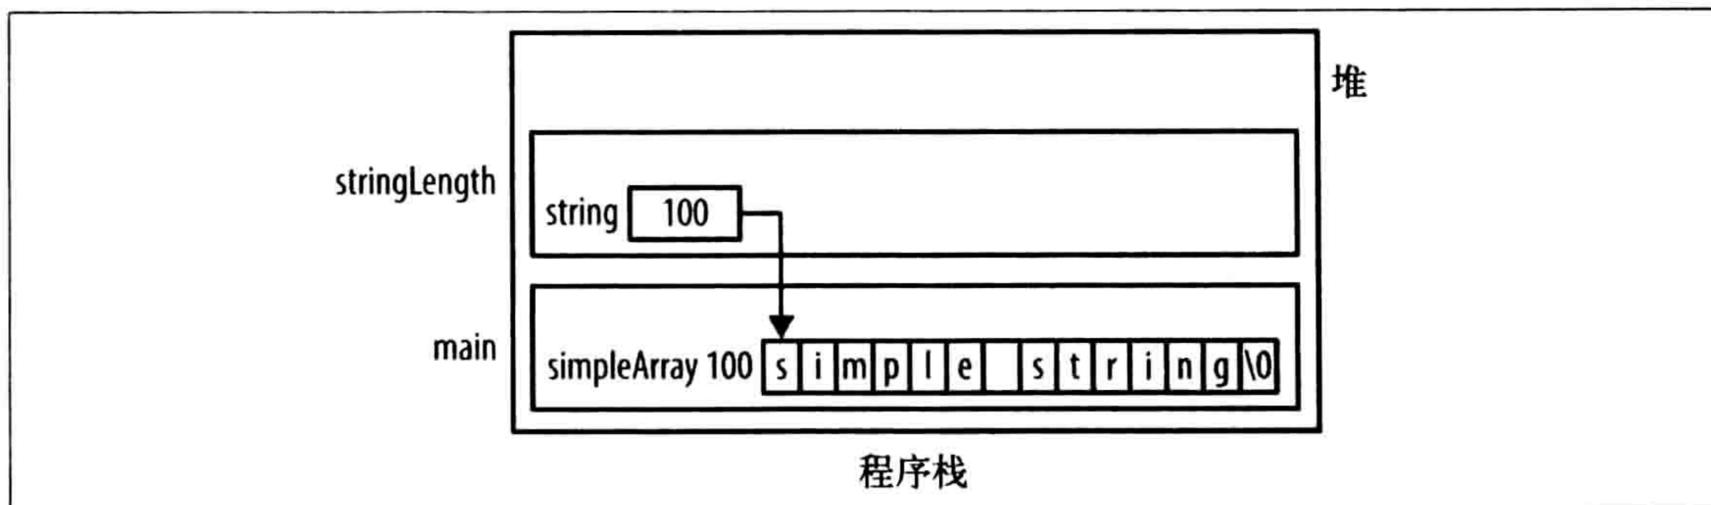 堆
stringLength
string 100
main
simpleArray 100 s i m p l e s t r i n g \0
程序栈